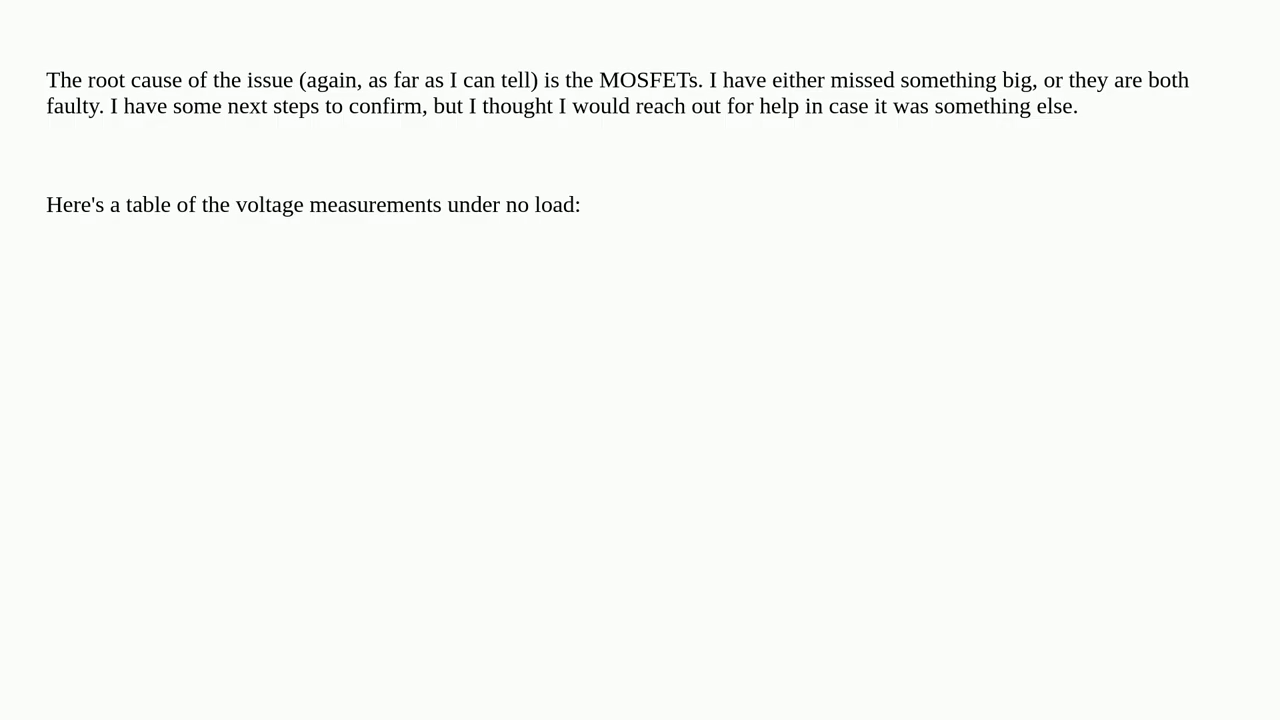 The root cause of the issue (again, as far as I can tell) is the MOSFETs. I have either missed something big, or they are both
faulty. I have some next steps to confirm, but I thought I would reach out for help in case it was something else.
Here's a table of the voltage measurements under no load: